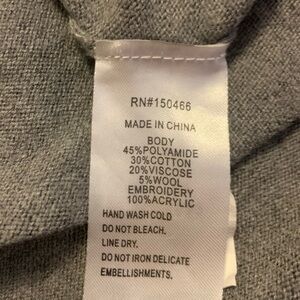 RN#150466
MADE IN CHINA
BODY
45%POLYAMIDE
30%COTTON
20%VISCOSE
5%WOOL
EMBROIDERY
100%ACRYLIC
HAND WASH COLD
DO NOT BLEACH.
LINE DRY.
DO NOT IRON DELICATE
EMBELLISHMENTS.